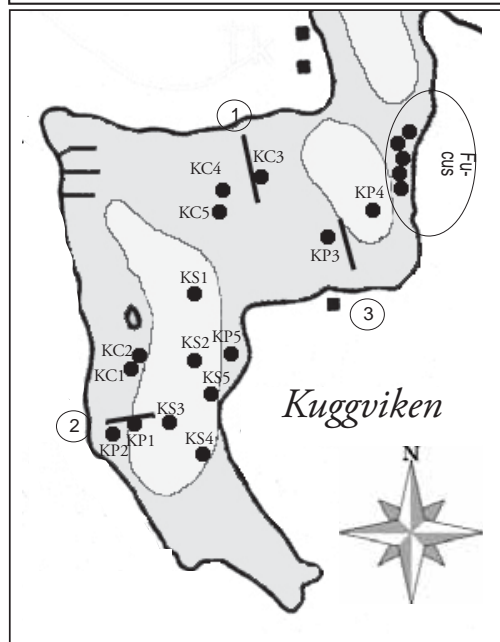 1
Fu-
cus
KC3
KC4
KP4
KC5
KP3
KS1
3
KP5
KC2
KS2
KC1
KS5
Kuggviken
KS3
2
KP1
KP2
KS4
N